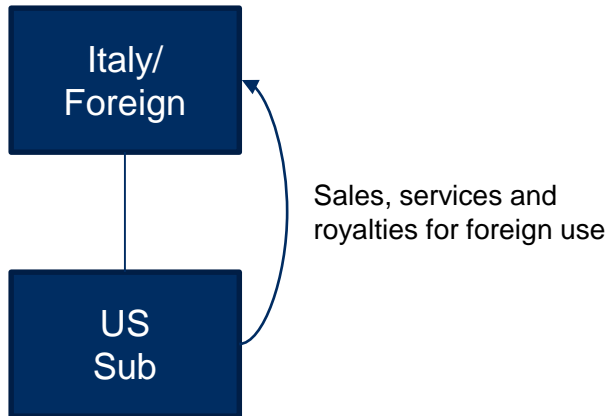 Italy/
Foreign
Sales, services and
royalties for foreign use
US
Sub